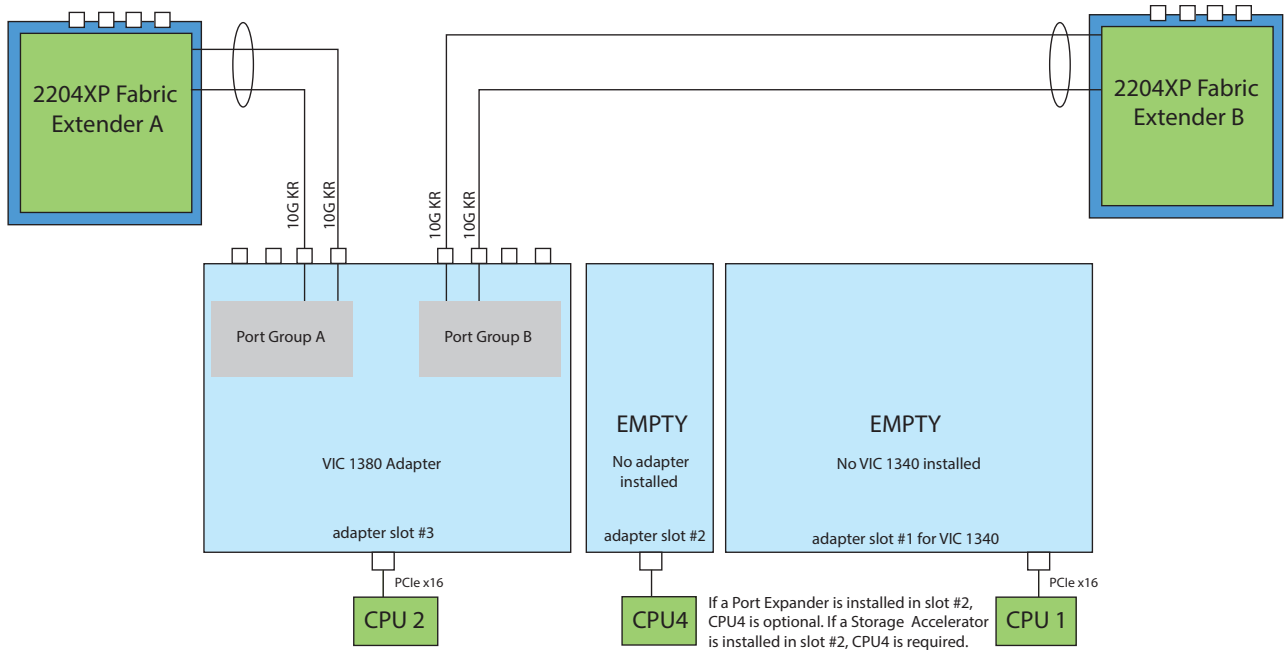 2204XP Fabric
Extender A
2204XP Fabric
Extender B
10G KR
10G KR
10G KR
10G KR
Port Group A
Port Group B
VIC 1380 Adapter
adapter slot #3
EMPTY
No adapter
installed
adapter slot #2
EMPTY
No VIC 1340 installed
adapter slot #1 for VIC 1340
PCIe x16
CPU 2
CPU4
If a Port Expander is installed in slot #2,
CPU4 is optional. If a Storage Accelerator
is installed in slot #2, CPU4 is required.
PCIe x16
CPU 1